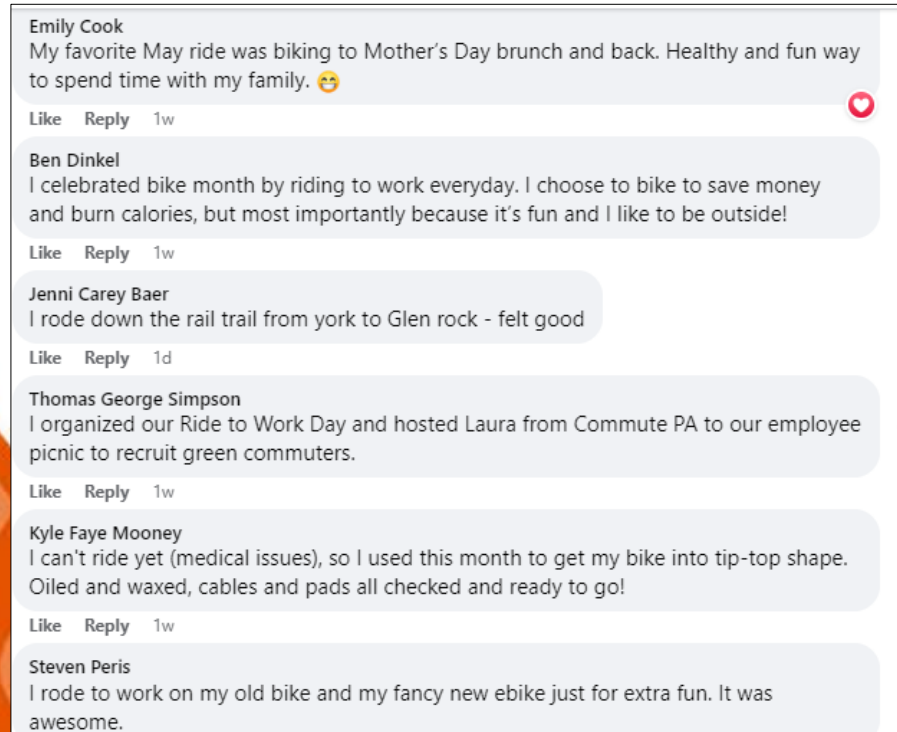 Emily Cook
My favorite May ride was biking to Mother's Day brunch and back. Healthy and fun way
to spend time with my family. 😁
Like Reply 1w
Ben Dinkel
I celebrated bike month by riding to work everyday. I choose to bike to save money
and burn calories, but most importantly because it's fun and I like to be outside!
Like Reply 1w
Jenni Carey Baer
I rode down the rail trail from york to Glen rock - felt good
Like Reply 1d
Thomas George Simpson
I organized our Ride to Work Day and hosted Laura from Commute PA to our employee
picnic to recruit green commuters.
Like Reply 1w
Kyle Faye Mooney
I can't ride yet (medical issues), so I used this month to get my bike into tip-top shape.
Oiled and waxed, cables and pads all checked and ready to go!
Like Reply 1w
Steven Peris
I rode to work on my old bike and my fancy new ebike just for extra fun. It was
awesome.